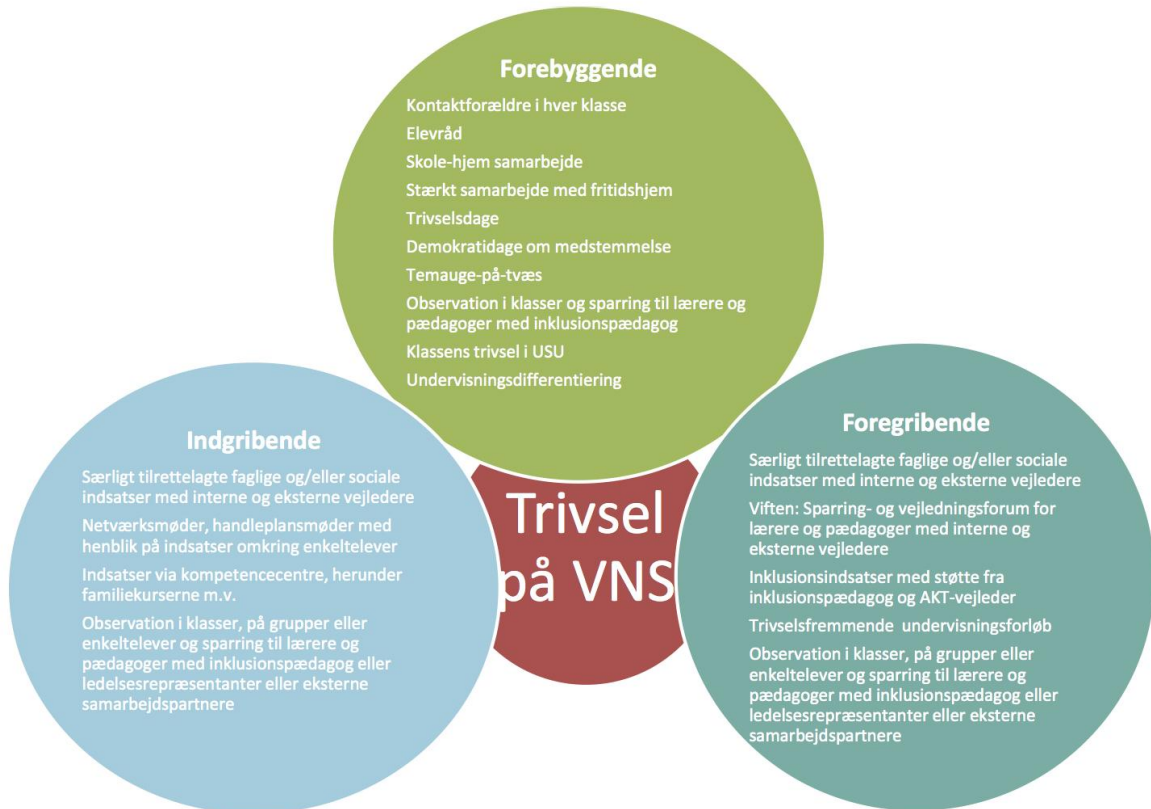 Forebyggende
Kontaktforældre i hver klasse
Elevråd
Skole-hjem samarbejde
Stærkt samarbejde med fritidshjem
Trivselsdage
Demokratidage om medstemmelse
Temauge-på-tvæs
Observation i klasser og sparring til lærere og
pædagoger med inklusionspædagog
Klassens trivsel i USU
Undervisningsdifferentiering
Indgribende
Særligt tilrettelagte faglige og/eller sociale
indsatser med interne og eksterne vejledere
Netværksmøder, handleplansmøder med
henblik på indsatser omkring enkeltelever
Indsatser via kompetencecentre, herunder
familiekurserne m.v.
Observation i klasser, på grupper eller
enkeltelever og sparring til lærere og
pædagoger med inklusionspædagog eller
ledelsesrepræsentanter eller eksterne
samarbejdspartnere
Trivsel
på VNS
Foregribende
Særligt tilrettelagte faglige og/eller sociale
indsatser med interne og eksterne vejledere
Viften: Sparring- og vejledningsforum for
lærere og pædagoger med interne og
eksterne vejledere
Inklusionsindsatser med støtte fra
inklusionspædagog og AKT-vejleder
Trivselsfremmende undervisningsforløb
Observation i klasser, på grupper eller
enkeltelever og sparring til lærere og
pædagoger med inklusionspædagog eller
ledelsesrepræsentanter eller eksterne
samarbejdspartnere